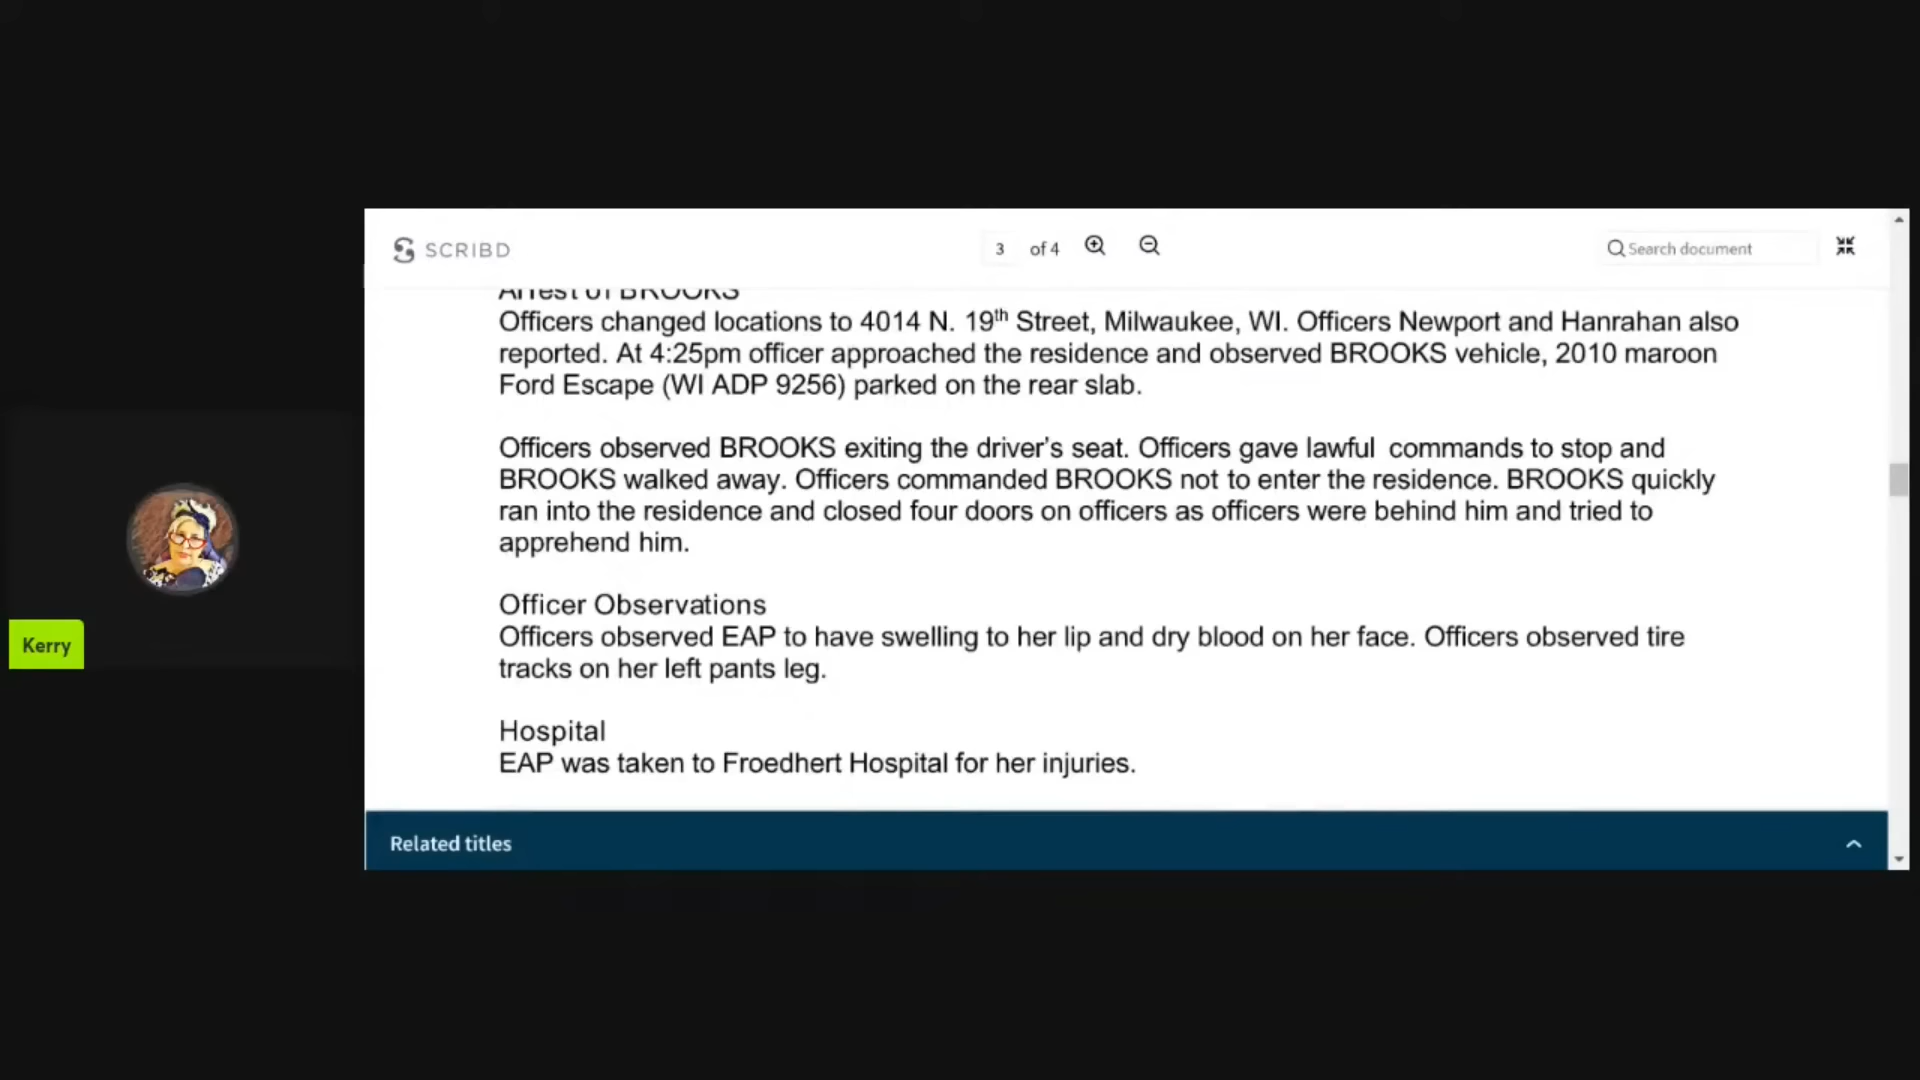 SCRIBD
3 of 4
Search document
Arrest of BROOKS
Officers changed locations to 4014 N. 19th Street, Milwaukee, WI. Officers Newport and Hanrahan also
reported. At 4:25pm officer approached the residence and observed BROOKS vehicle, 2010 maroon
Ford Escape (WI ADP 9256) parked on the rear slab.
Officers observed BROOKS exiting the driver's seat. Officers gave lawful commands to stop and
BROOKS walked away. Officers commanded BROOKS not to enter the residence. BROOKS quickly
ran into the residence and closed four doors on officers as officers were behind him and tried to
apprehend him.
Officer Observations
Officers observed EAP to have swelling to her lip and dry blood on her face. Officers observed tire
tracks on her left pants leg.
Hospital
EAP was taken to Froedhert Hospital for her injuries.
Related titles
Kerry